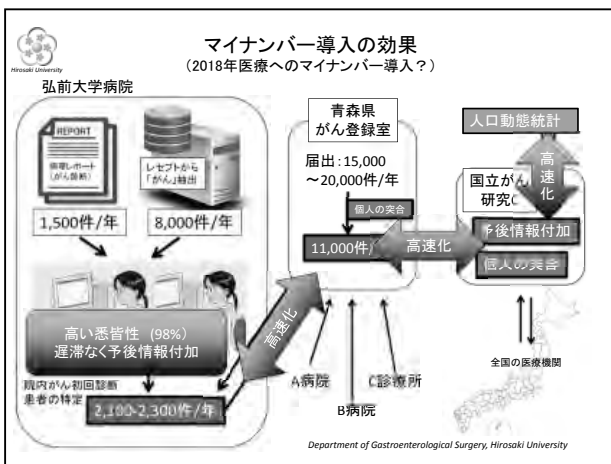 マイナンバー導入の効果
(2018年医療へのマイナンバー導入？)
Hirosaki University
弘前大学病院
REPORT
病理レポート
(がん診断)
レセプトから
「がん」抽出
1,500件/年
8,000件/年
高い悉皆性 (98%)
遅滞なく予後情報付加
院内がん初回診断
患者の特定
2,100-2,300件/年
高速化
青森県
がん登録室
届出：15,000
～20,000件/年
個人の突合
11,000件/
高速化
A病院
B病院
C診療所
人口動態統計
高速化
国立がん
研究
予後情報付加
個人の突合
全国の医療機関
Department of Gastroenterological Surgery, Hirosaki University